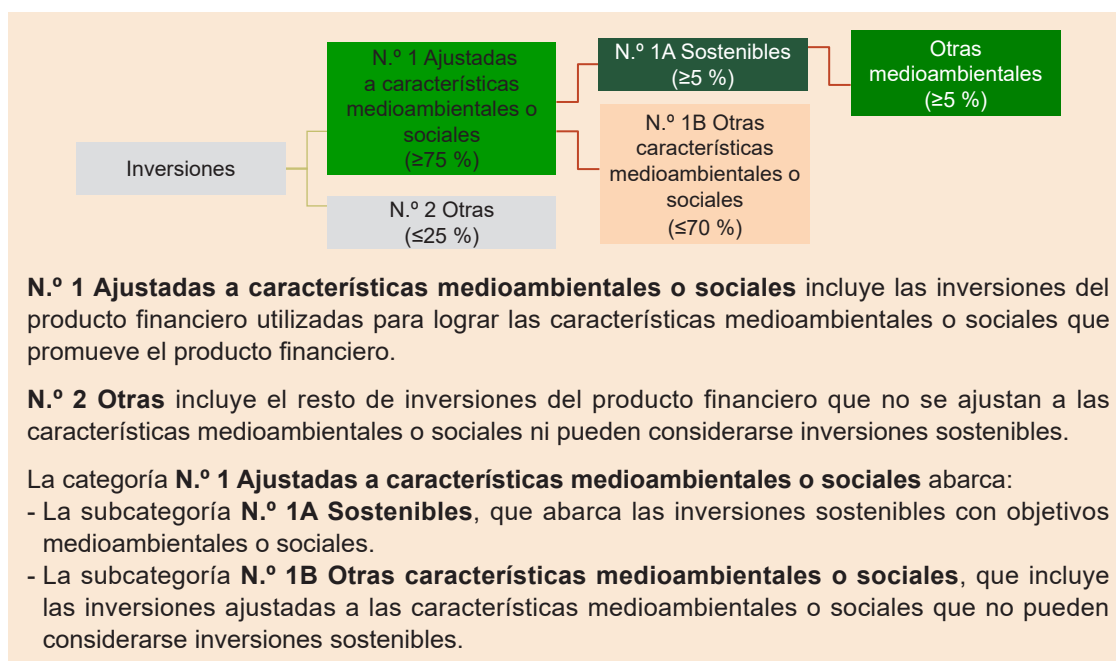 Inversiones
N.º 1 Ajustadas
a características
medioambientales o
sociales
(≥75 %)
N.º 2 Otras
(≤25 %)
N.º 1A Sostenibles
(≥5 %)
N.º 1B Otras
características
medioambientales o
sociales
(≤70 %)
Otras
medioambientales
(≥5 %)
N.º 1 Ajustadas a características medioambientales o sociales incluye las inversiones del
producto financiero utilizadas para lograr las características medioambientales o sociales que
promueve el producto financiero.
N.º 2 Otras incluye el resto de inversiones del producto financiero que no se ajustan a las
características medioambientales o sociales ni pueden considerarse inversiones sostenibles.
La categoría N.º 1 Ajustadas a características medioambientales o sociales abarca:
- La subcategoría N.º 1A Sostenibles, que abarca las inversiones sostenibles con objetivos
medioambientales o sociales.
- La subcategoría N.º 1B Otras características medioambientales o sociales, que incluye
las inversiones ajustadas a las características medioambientales o sociales que no pueden
considerarse inversiones sostenibles.